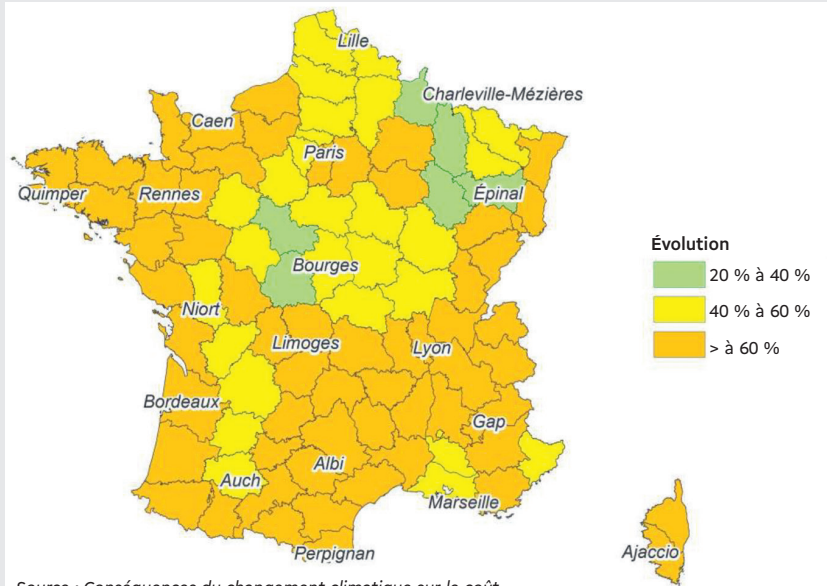 Lille
Charleville-Mézières
Caen
Paris
Quimper
Rennes
Épinal
Évolution
20 % à 40 %
40 % à 60 %
> à 60 %
Bourges
Niort
Limoges
Lyon
Bordeaux
Gap
Albi
Auch
Marseille
Perpignan
Ajaccio
Source : Conséquences du changement climatique sur le coût